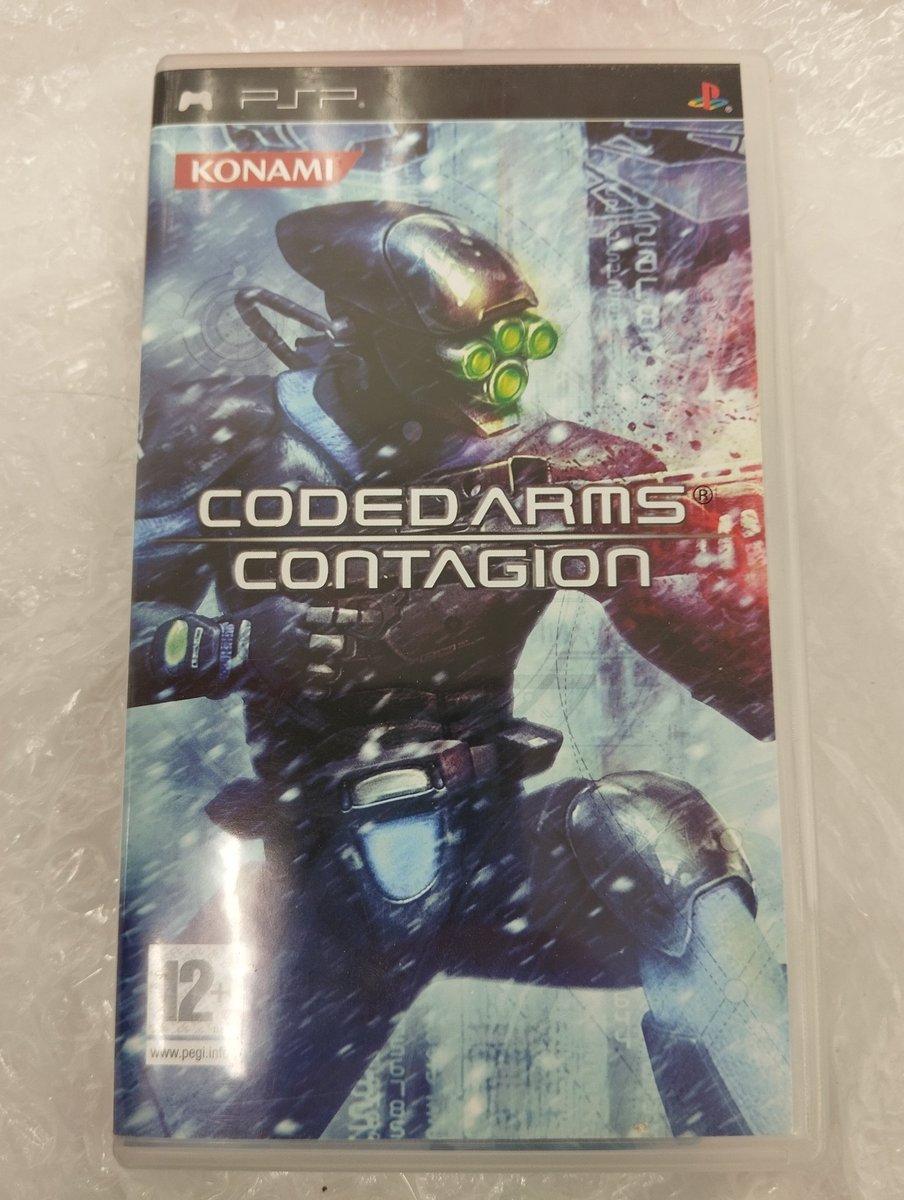 PSP®
KONAMI
CODED ARMS®
CONTAGION
12+
www.pegi.info